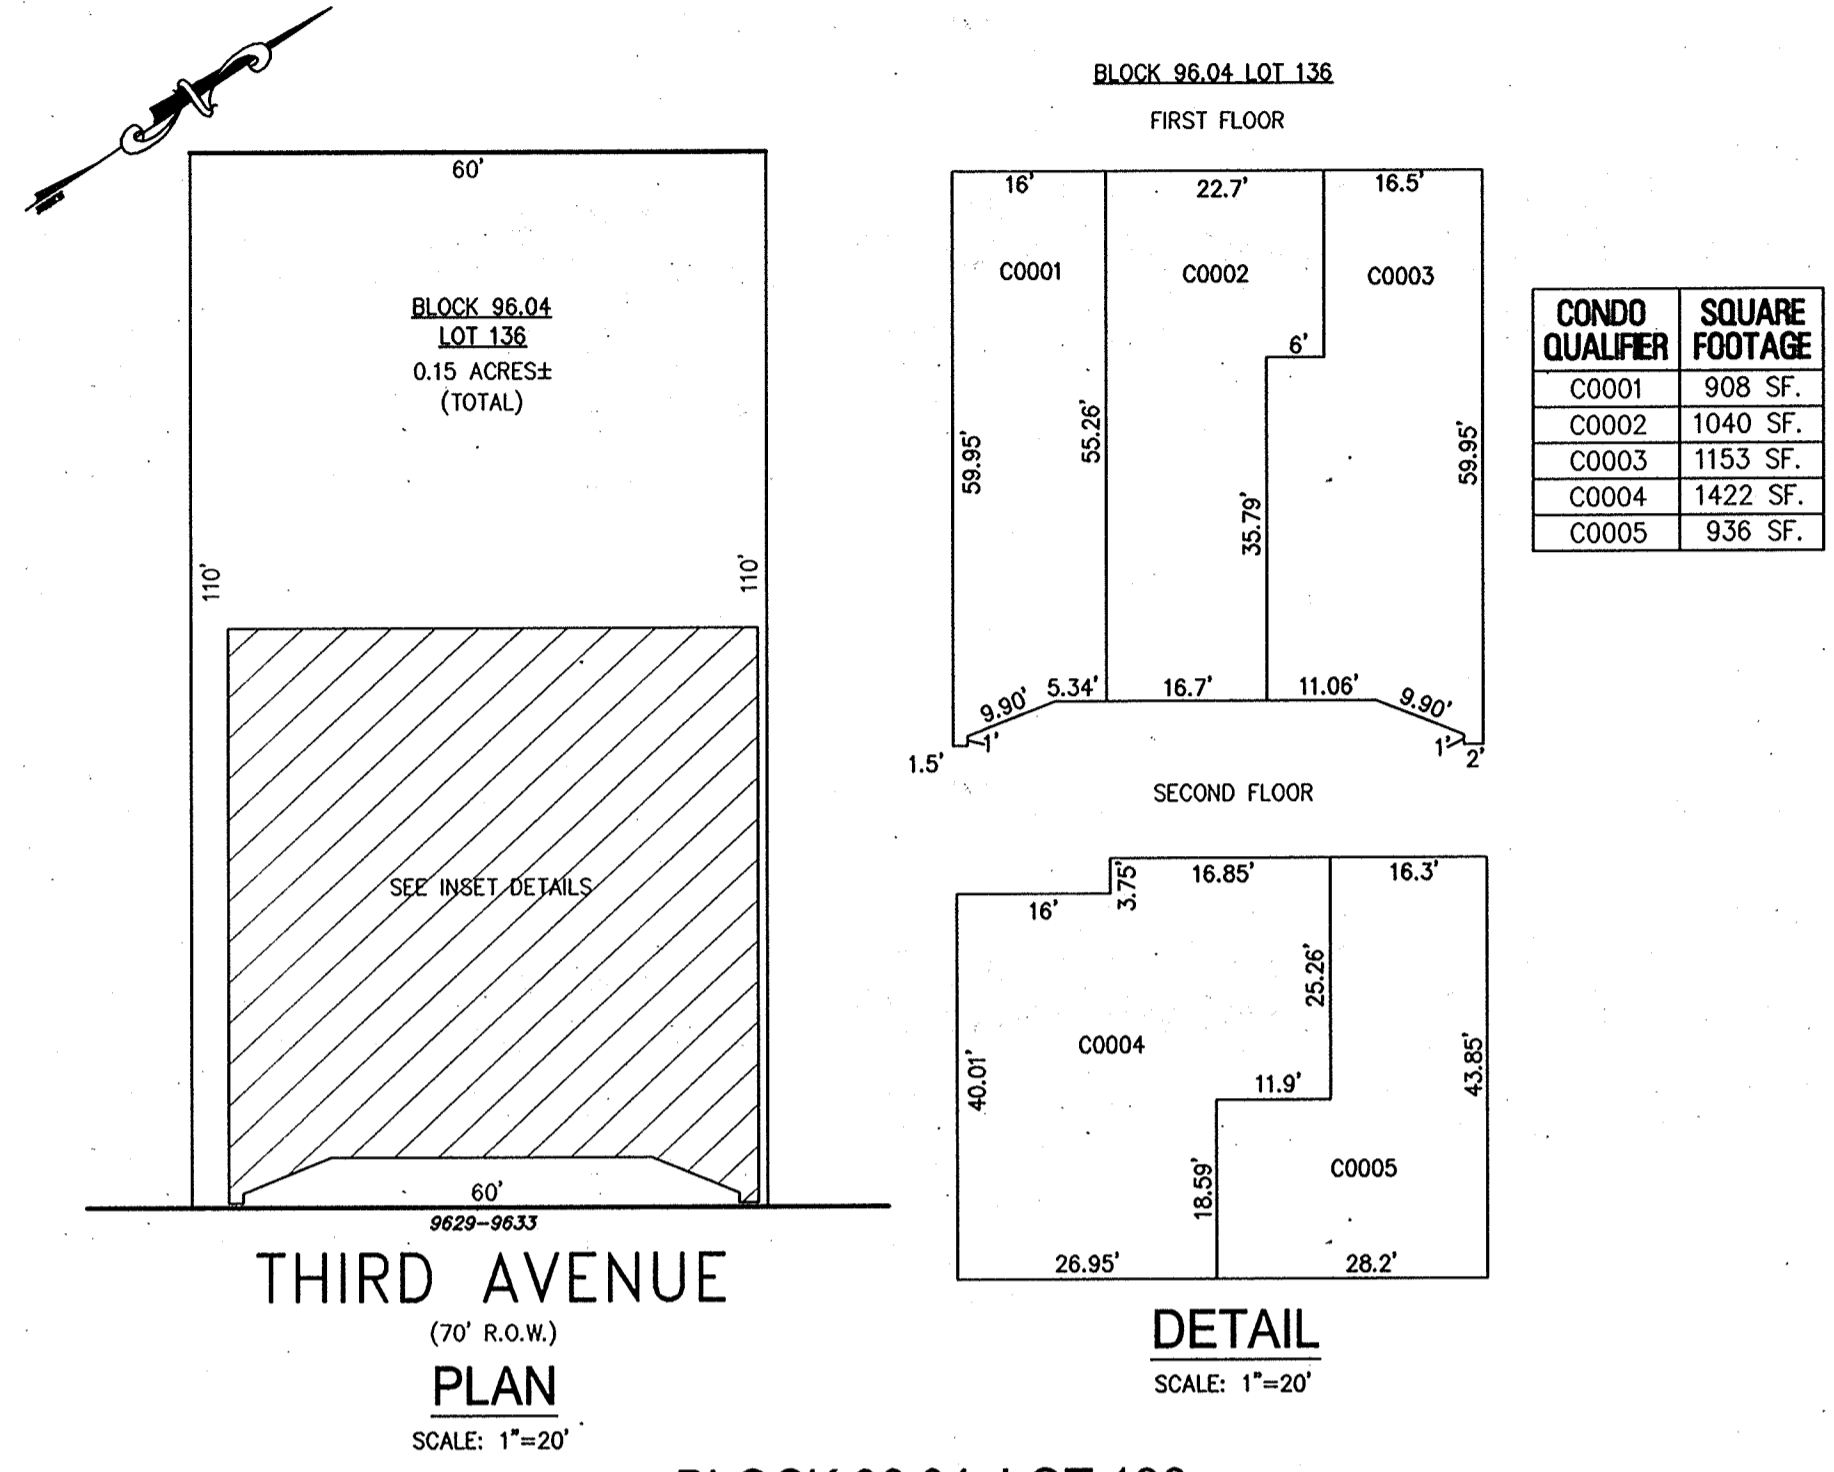 60'
BLOCK 96.04
LOT 136
0.15 ACRES±
(TOTAL)
110'
110'
SEE INSET DETAILS
60'
9629-9633
THIRD AVENUE
(70' R.O.W.)
PLAN
SCALE: 1"=20'
BLOCK 96.04 LOT 136
FIRST FLOOR
16'
22.7'
16.5'
C0001
C0002
C0003
6'
59.95'
55.26'
35.79'
59.95'
9.90'
5.34'
16.7'
11.06'
9.90'
1.5'
1'
1'
2'
SECOND FLOOR
16'
3.75'
16.85'
16.3'
25.26'
C0004
40.01'
11.9'
43.85'
18.59'
C0005
26.95'
28.2'
DETAIL
SCALE: 1"=20'
CONDO QUALIFIER SQUARE FOOTAGE
C0001 908 SF.
C0002 1040 SF.
C0003 1153 SF.
C0004 1422 SF.
C0005 936 SF.